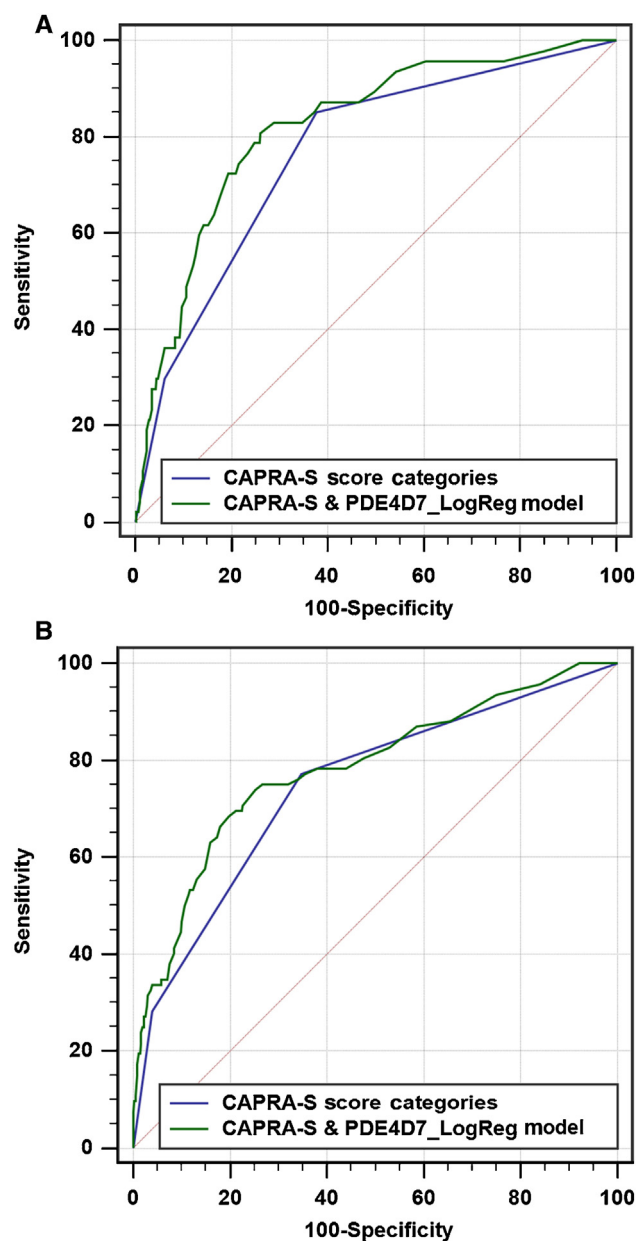 A
100
80
60
40
20
0
Sensitivity
CAPRA-S score categories
CAPRA-S & PDE4D7_LogReg model
0 20 40 60 80 100
100-Specificity
B
100
80
60
40
20
0
Sensitivity
CAPRA-S score categories
CAPRA-S & PDE4D7_LogReg model
0 20 40 60 80 100
100-Specificity